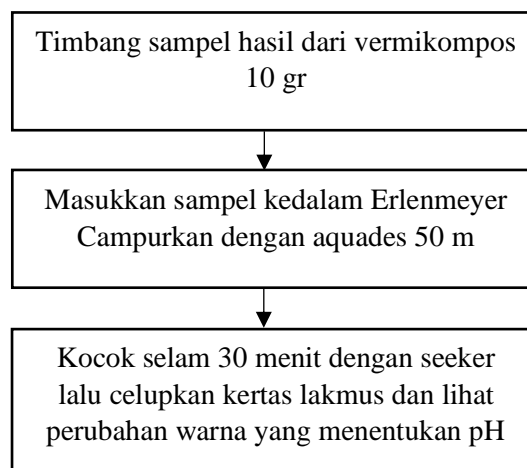 Timbang sampel hasil dari vermikompos
10 gr
Masukkan sampel kedalam Erlenmeyer
Campurkan dengan aquades 50 m
Kocok selam 30 menit dengan seeker
lalu celupkan kertas lakmus dan lihat
perubahan warna yang menentukan pH